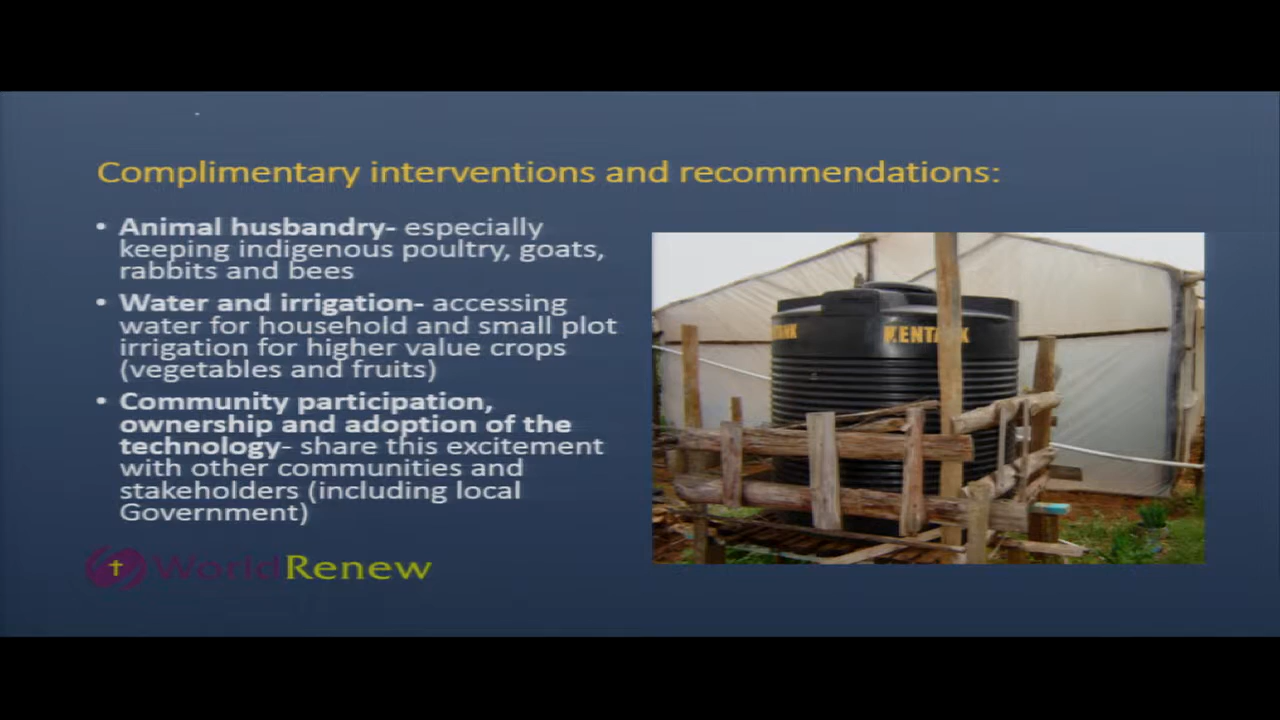 Complimentary interventions and recommendations:
• Animal husbandry- especially
keeping indigenous poultry, goats,
rabbits and bees
• Water and irrigation- accessing
water for household and small plot
irrigation for higher value crops
(vegetables and fruits)
• Community participation,
ownership and adoption of the
technology- share this excitement
with other communities and
stakeholders (including local
Government)
World Renew
KENTANK